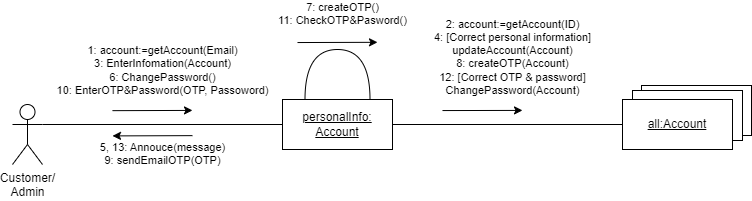 7: createOTP()
11: CheckOTP&Pasword()
2: account:=getAccount(ID)
4: [Correct personal information]
updateAccount(Account)
8: createOTP(Account)
12: [Correct OTP & password]
ChangePassword(Account)
1: account:=getAccount(Email)
3: EnterInfomation(Account)
6: ChangePassword()
10: EnterOTP&Password(OTP, Passoword)
personalInfo:
Account
all:Account
5, 13: Annouce(message)
9: sendEmailOTP(OTP)
Customer/
Admin